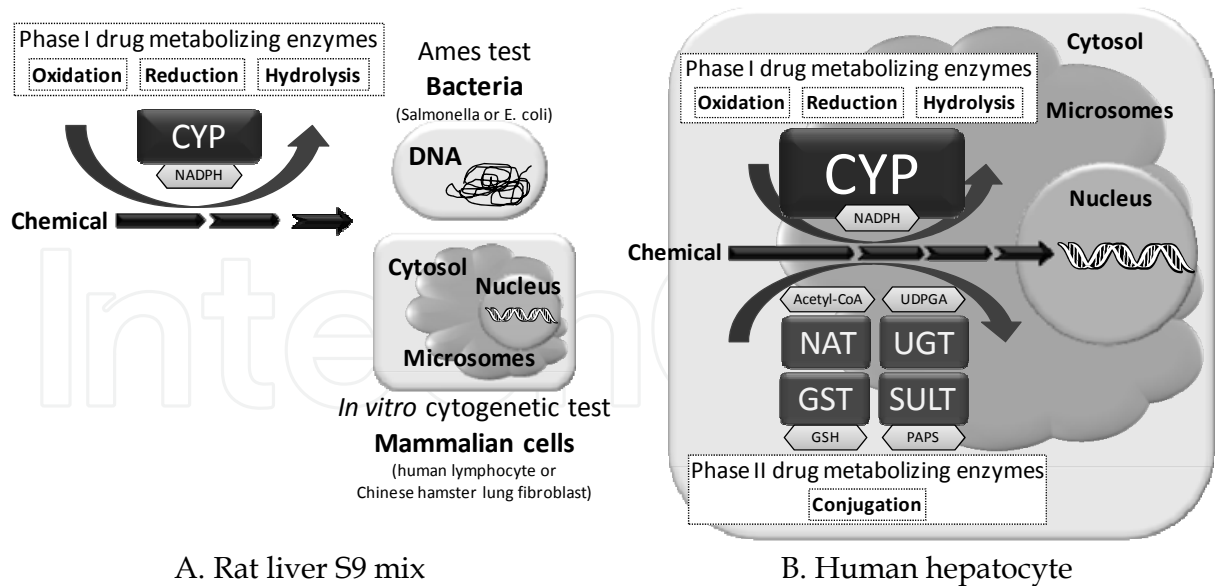 Phase I drug metabolizing enzymes
Oxidation Reduction Hydrolysis
CYP
NADPH
Chemical
Ames test
Bacteria
(Salmonella or E. coli)
DNA
Cytosol
Nucleus
Microsomes
In vitro cytogenetic test
Mammalian cells
(human lymphocyte or
Chinese hamster lung fibroblast)
A. Rat liver S9 mix
Cytosol
Phase I drug metabolizing enzymes
Oxidation Reduction Hydrolysis
Microsomes
CYP
NADPH
Nucleus
Chemical
Acetyl-CoA UDPGA
NAT UGT
GST SULT
GSH PAPS
Phase II drug metabolizing enzymes
Conjugation
B. Human hepatocyte